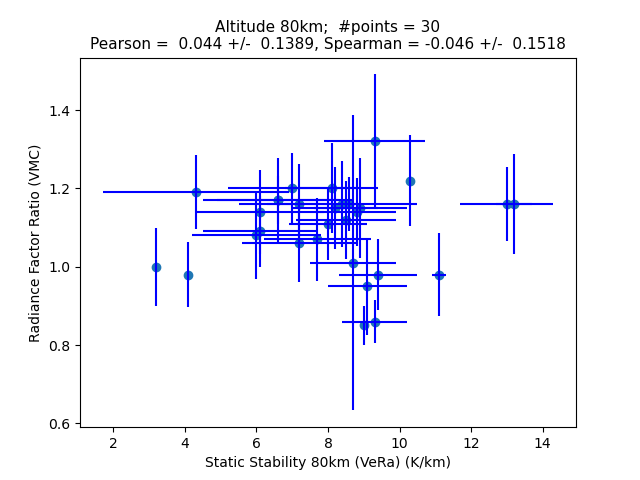 Altitude 80km;  #points = 30
Pearson =  0.044 +/-  0.1389, Spearman = -0.046 +/-  0.1518
1.4
1.2
1.0
0.8
0.6
Radiance Factor Ratio (VMC)
2 4 6 8 10 12 14
Static Stability 80km (VeRa) (K/km)